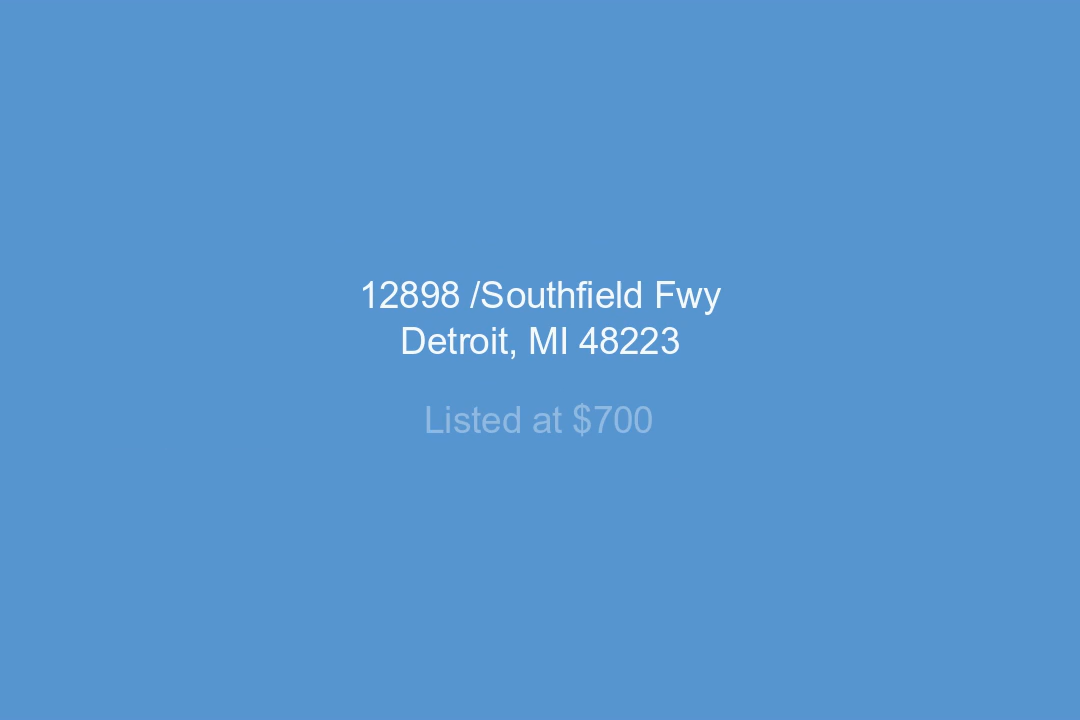 12898 /Southfield Fwy
Detroit, MI 48223
Listed at $700